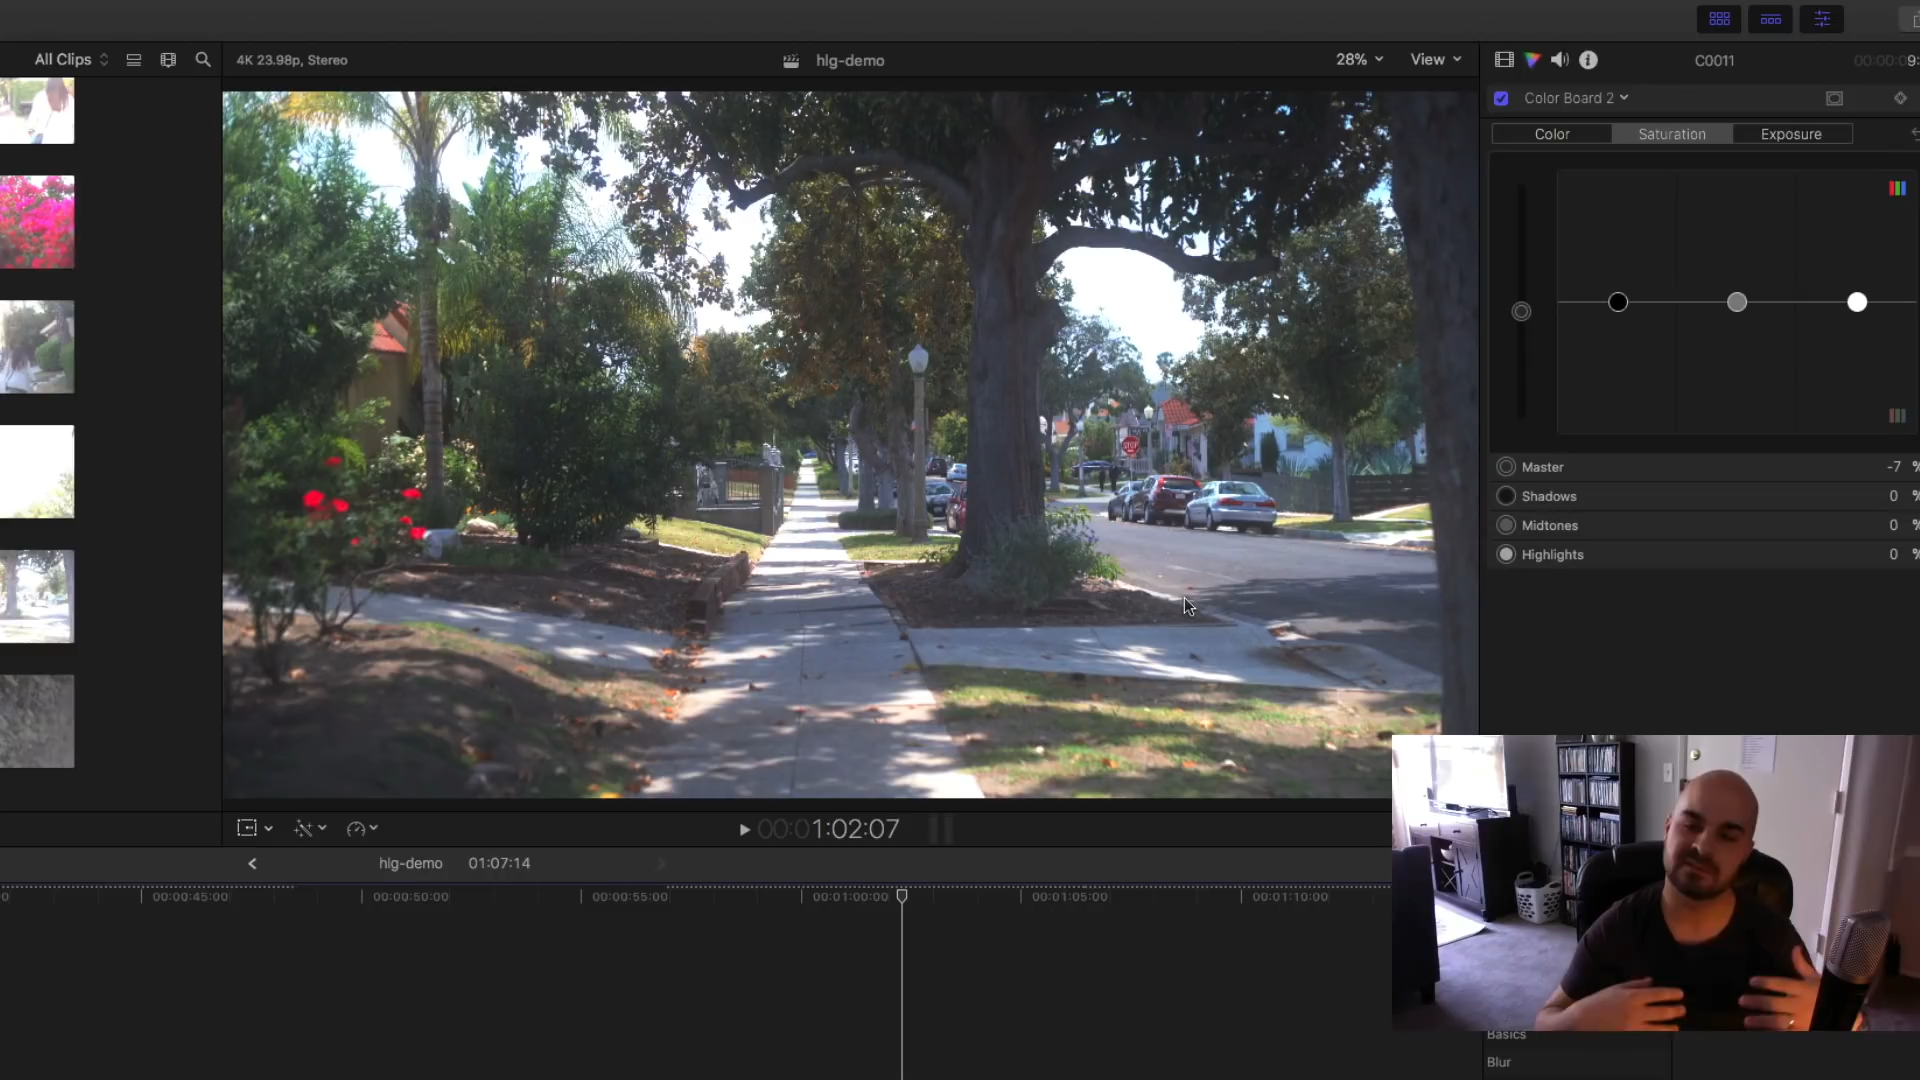 All Clips
4K 23.98p, Stereo
hlg-demo
28%
View
C0011
9:
Color Board 2
Color
Saturation
Exposure
STOP
Master -7 %
Shadows 0 %
Midtones 0 %
Highlights 0 %
00:01:02:07
hlg-demo 01:07:14
00:00:45:00
00:00:50:00
00:00:55:00
00:01:00:00
00:01:05:00
00:01:10:00
Basics
Blur